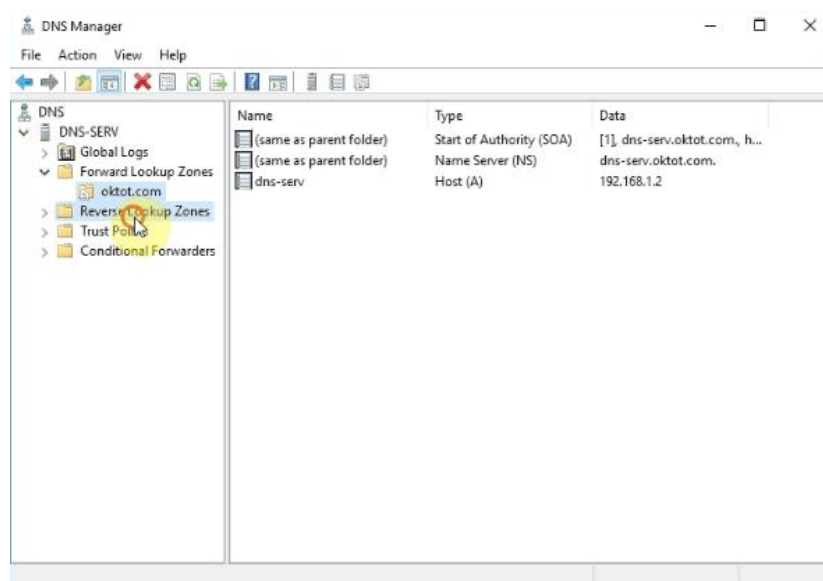 DNS Manager
File Action View Help
DNS
DNS-SERV
Global Logs
Forward Lookup Zones
oktot.com
Reverse Lookup Zones
Trust Points
Conditional Forwarders
Name Type Data
(same as parent folder) Start of Authority (SOA) [1], dns-serv.oktot.com., h...
(same as parent folder) Name Server (NS) dns-serv.oktot.com.
dns-serv Host (A) 192.168.1.2